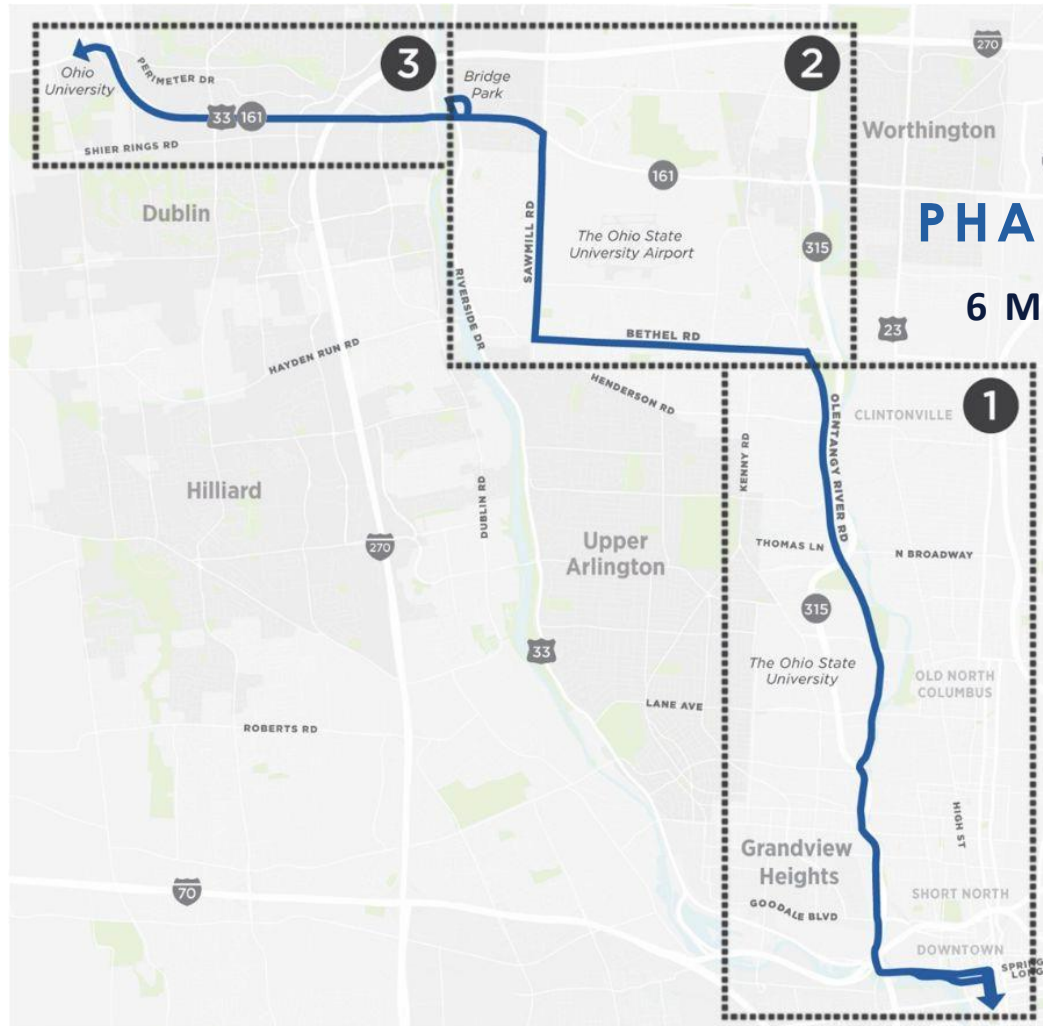 270
3
2
Ohio
University
PERIMETER DR
Bridge
Park
33 161
Worthington
SHIER RINGS RD
161
Dublin
SAWMILL RD
The Ohio State
University Airport
PHA
315
RIVERSIDE DR
6 M
23
BETHEL RD
HAYDEN RUN RD
HENDERSON RD
1
OLENTANGY RIVER RD
CLINTONVILLE
KENNY RD
Hilliard
DUBLIN RD
270
Upper
Arlington
THOMAS LN
N BROADWAY
315
33
The Ohio State
University
OLD NORTH
COLUMBUS
LANE AVE
ROBERTS RD
HIGH ST
Grandview
Heights
70
SHORT NORTH
GOODALE BLVD
DOWNTOWN
SPRING
LONG